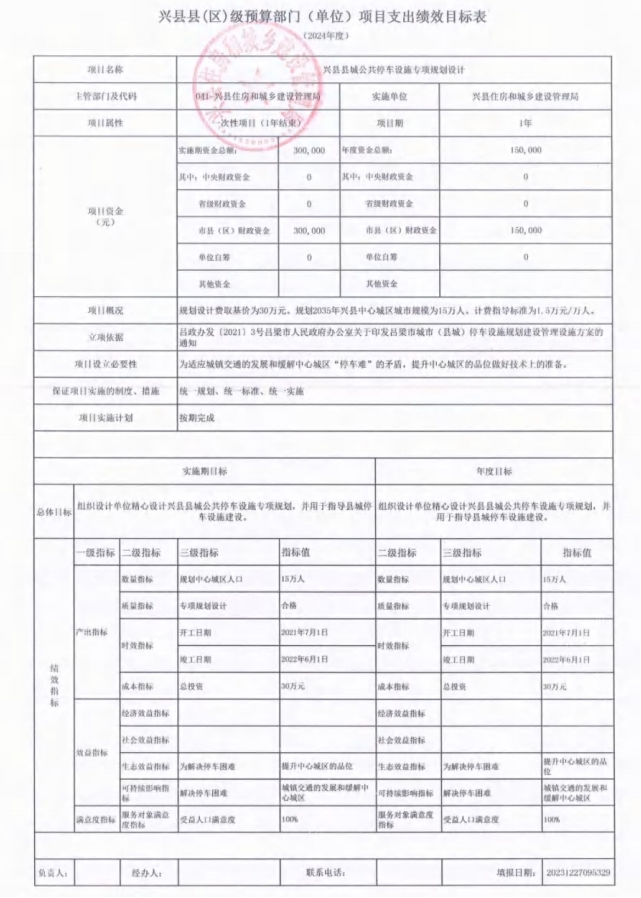 兴县县(区)级预算部门（单位）项目支出绩效目标表
（2024年度）
项目名称 兴县县城公共停车设施专项规划设计
主管部门及代码 041-兴县住房和城乡建设管理局 实施单位 兴县住房和城乡建设管理局
项目属性 一次性项目（1年结束） 项目期 1年
项目资金（元） 实施期资金总额： 300,000 年度资金总额： 150,000
其中：中央财政资金 0 其中：中央财政资金 0
省级财政资金 0 省级财政资金 0
市县（区）财政资金 300,000 市县（区）财政资金 150,000
单位自筹 0 单位自筹 0
其他资金 其他资金
项目概况 规划设计费取基价为30万元。规划2035年兴县中心城区城市规模为15万人。计费指导标准为1.5万元/万人。
立项依据 吕政办发〔2021〕3号吕梁市人民政府办公室关于印发吕梁市城市（县城）停车设施规划建设管理设施方案的
通知
项目设立必要性 为适应城镇交通的发展和缓解中心城区“停车难”的矛盾，提升中心城区的品位做好技术上的准备。
保证项目实施的制度、措施 统一规划、统一标准、统一实施
项目实施计划 按期完成
实施期目标 年度目标
总体目标 组织设计单位精心设计兴县县城公共停车设施专项规划，并用于指导县城停
车设施建设。
组织设计单位精心设计兴县县城公共停车设施专项规划，并
用于指导县城停车设施建设。
绩效指标
一级指标 二级指标 三级指标 指标值 二级指标 三级指标 指标值
产出指标 数量指标 规划中心城区人口 15万人 数量指标 规划中心城区人口 15万人
质量指标 专项规划设计 合格 质量指标 专项规划设计 合格
时效指标 开工日期 2021年7月1日 时效指标 开工日期 2021年7月1日
竣工日期 2022年6月1日 竣工日期 2022年6月1日
成本指标 总投资 30万元 成本指标 总投资 30万元
效益指标 经济效益指标 经济效益指标
社会效益指标 社会效益指标
生态效益指标 为解决停车困难 提升中心城区的品位 生态效益指标 为解决停车困难 提升中心城区的品位
可持续影响指标 解决停车困难 城镇交通的发展和缓解中心城区 可持续影响指标 解决停车困难 城镇交通的发展和缓解中心城区
满意度指标 服务对象满意度指标 受益人口满意度 100% 服务对象满意度指标 受益人口满意度 100%
负责人： 经办人： 联系电话： 填报日期： 20231227095329